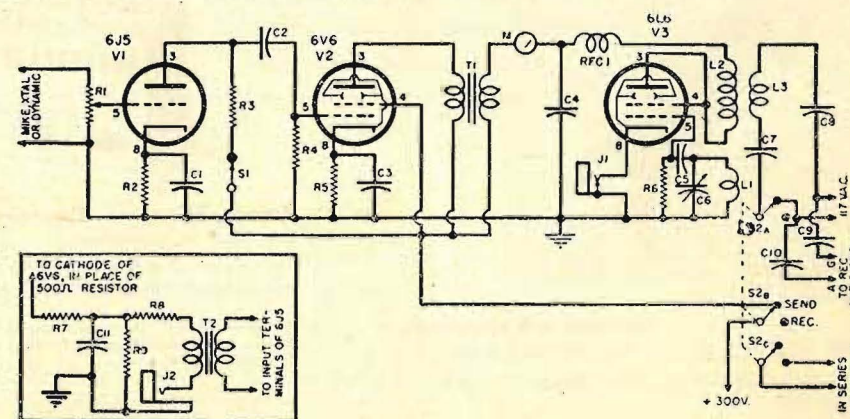 6J5
V1
C2
6V6
V2
T1
M
6L6
V3
RFC1
3
3
3
L2
L3
MIKE, XTAL
OR DYNAMIC
R1
5
R3
5
4
C4
4
5
C7
C8
8
R4
8
8
J1
R2
C1
S1
R5
C3
R6
C5
C6
L1
S2A
C9
117 VAC.
C10
A
G
TO REC.
S2B
SEND
REC.
S2C
+ 300V.
IN SERIES
TO CATHODE OF
6V6, IN PLACE OF
500Ω RESISTOR
R7
R8
T2
C11
R9
J2
TO INPUT TER-
MINALS OF 6J5